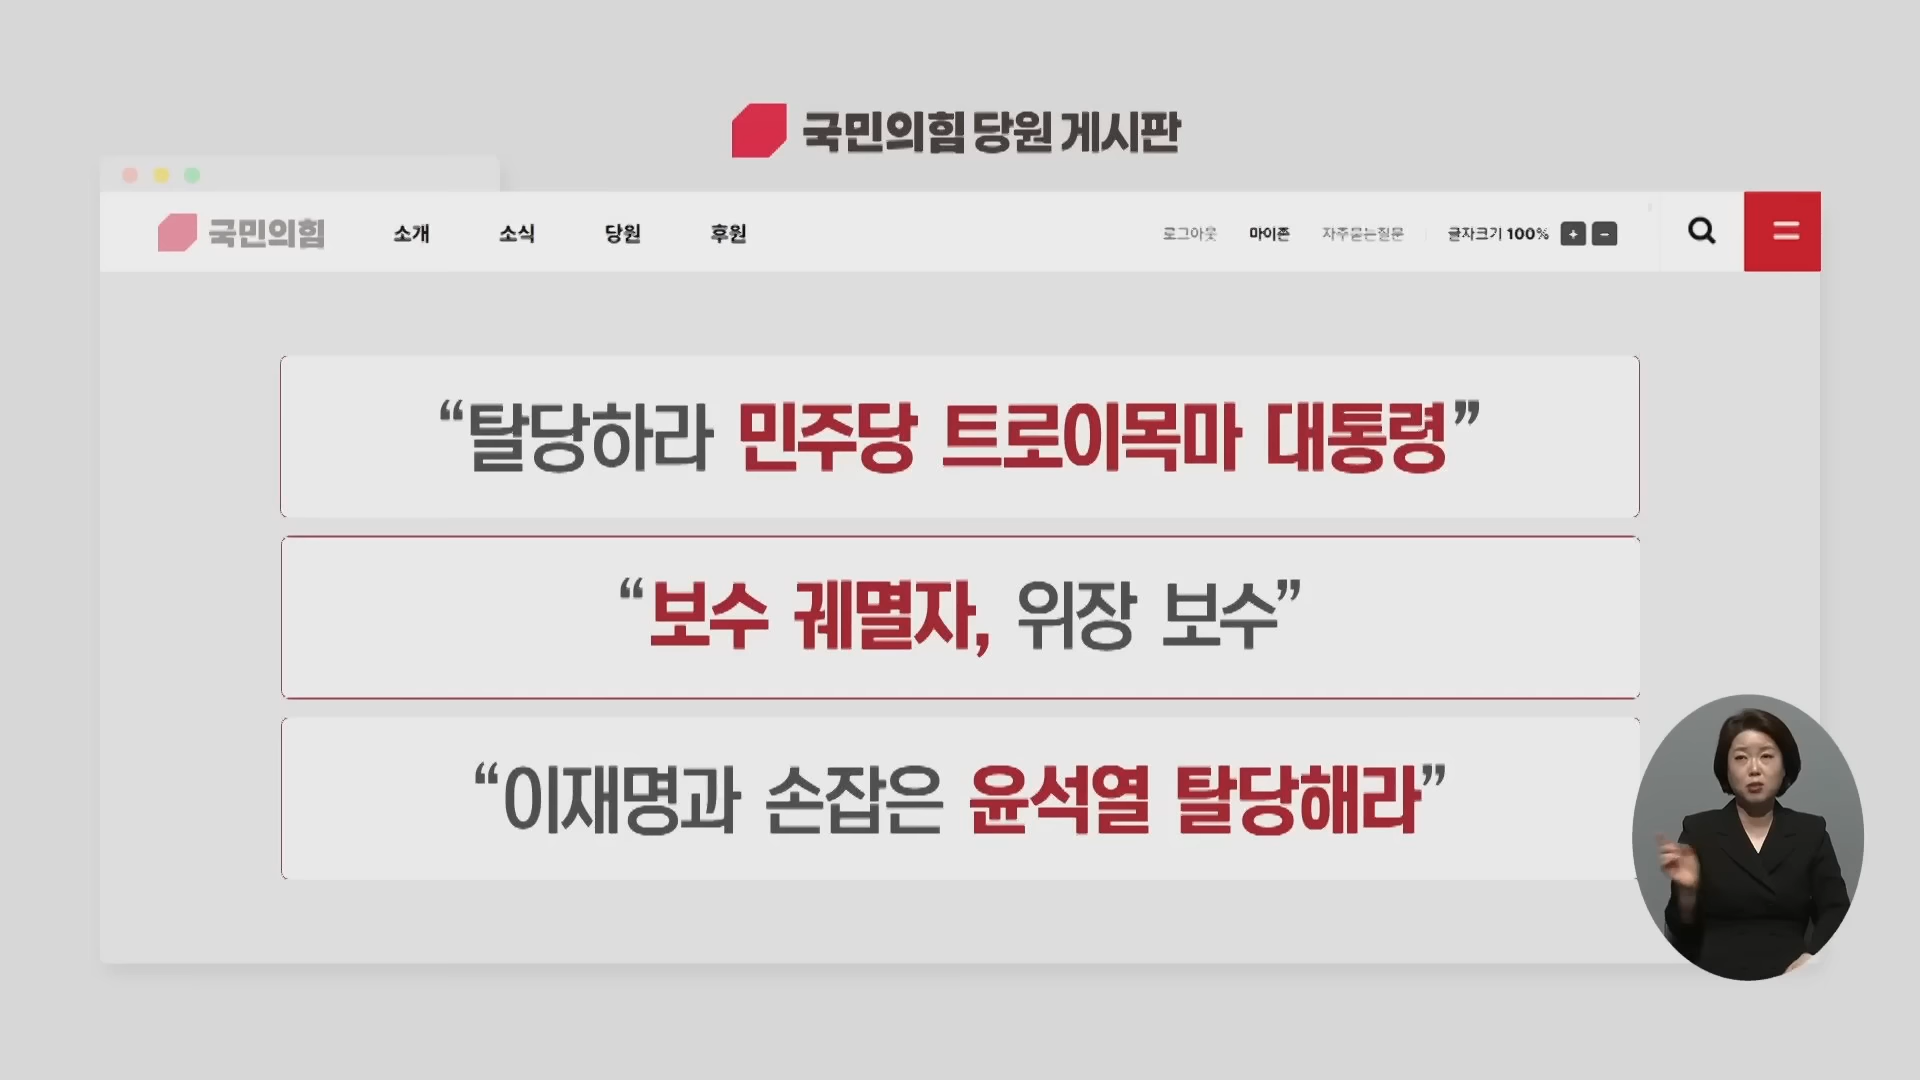 국민의힘 당원 게시판
국민의힘 소개 소식 당원 후원 로그아웃 마이존 자주묻는질문 글자크기 100% + -
“탈당하라 민주당 트로이목마 대통령”
“보수 궤멸자, 위장 보수”
“이재명과 손잡은 윤석열 탈당해라”